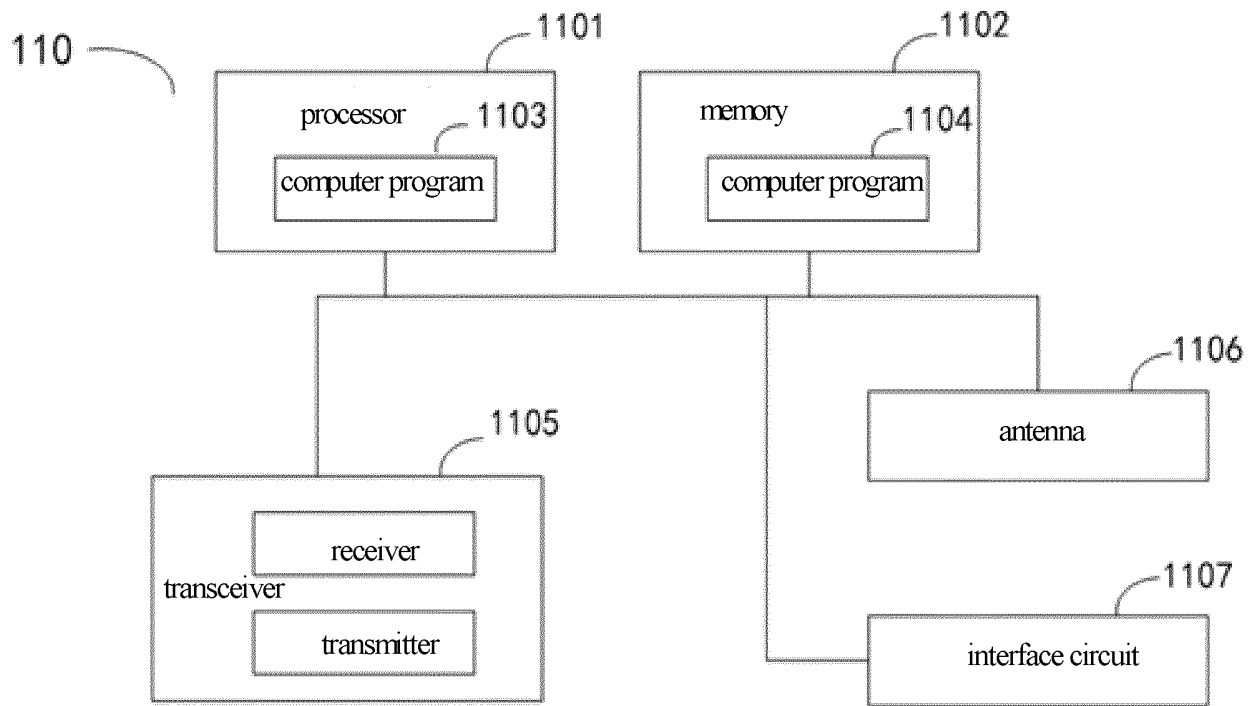 110
1101
1102
processor
1103
memory
1104
computer program
computer program
1106
antenna
1105
receiver
transceiver
transmitter
1107
interface circuit